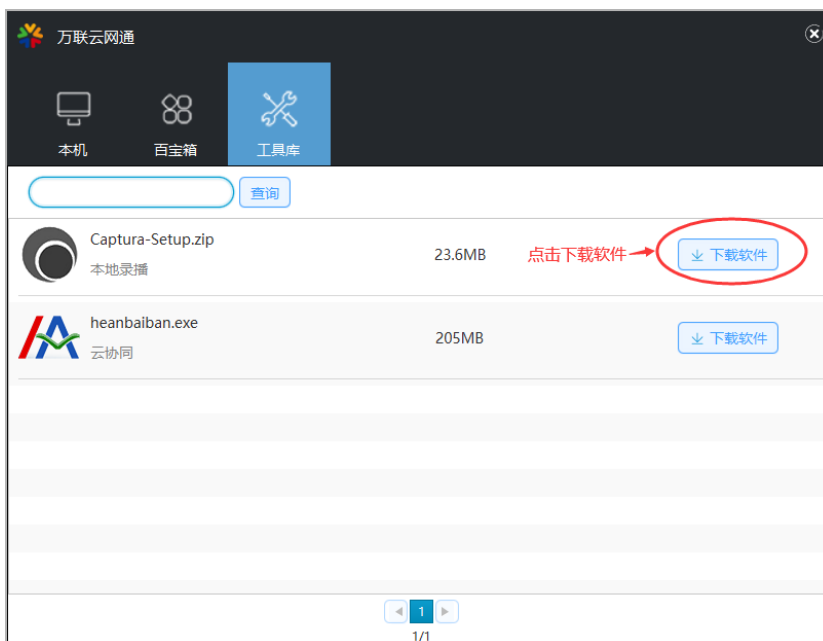 万联云网通
本机
百宝箱
工具库
查询
Captura-Setup.zip
本地录播
23.6MB
点击下载软件
下载软件
heanbaiban.exe
云协同
205MB
下载软件
1
1/1